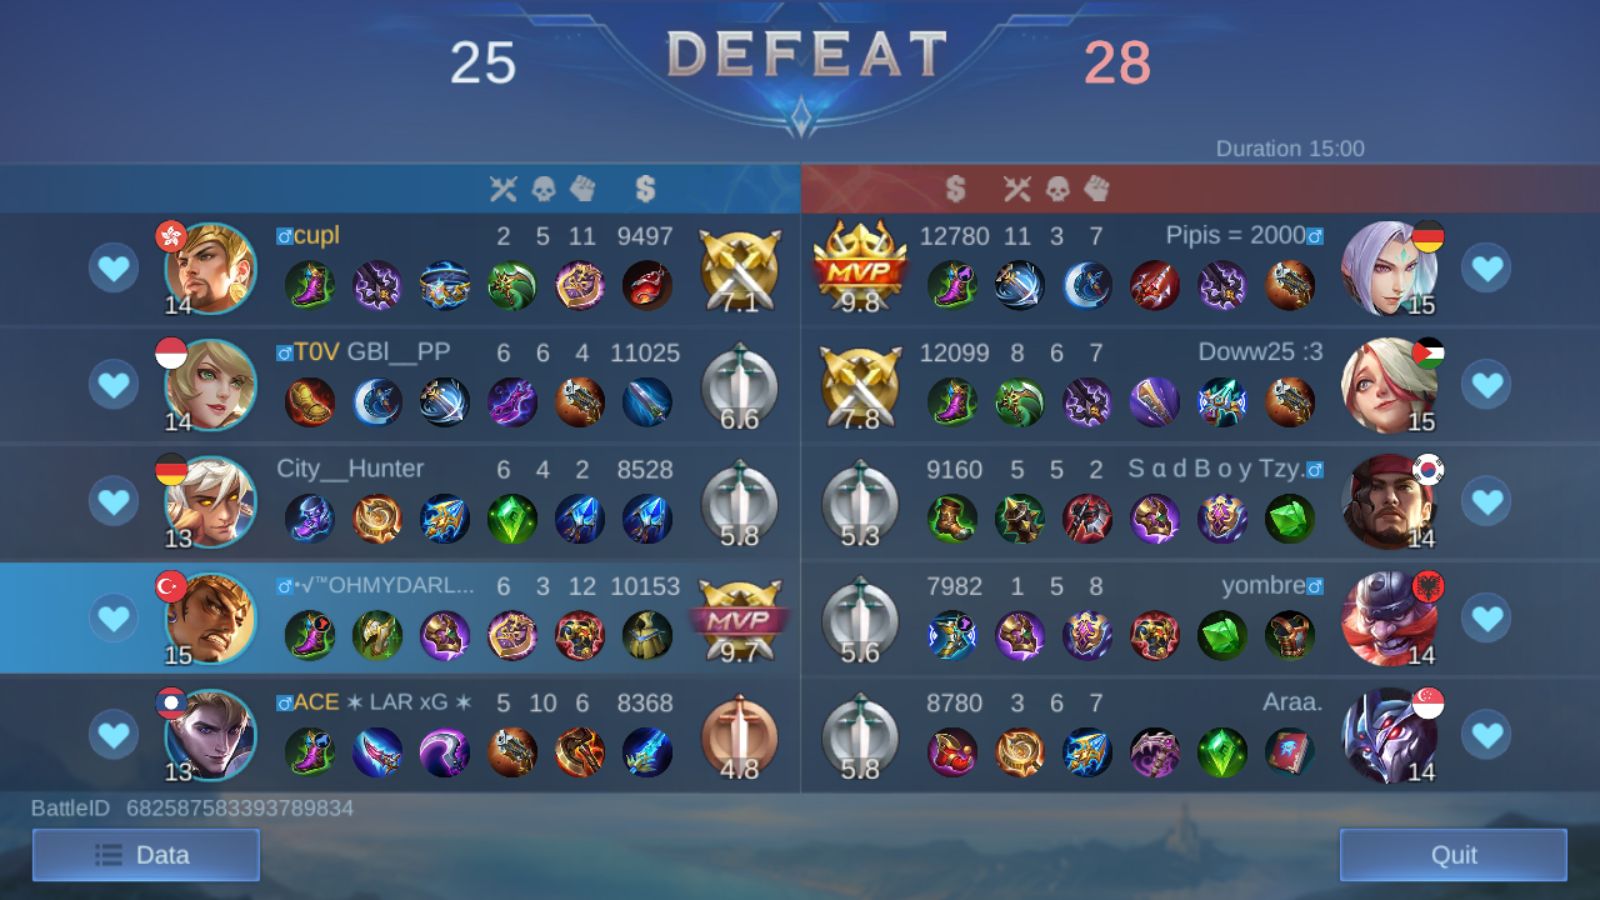 25 DEFEAT 28
Duration 15:00
cupl 2 5 11 9497
14 7.1
MVP 12780 11 3 7 Pipis = 2000
9.8 15
T0V GBl__PP 6 6 4 11025
14 6.6
12099 8 6 7 Doww25 :3
7.8 15
City__Hunter 6 4 2 8528
13 5.8
9160 5 5 2 S ɑ d B o y Tzy.
5.3 14
•√™OHMYDARL... 6 3 12 10153 MVP
15 9.7
7982 1 5 8 yombre
5.6 14
ACE ✶ LAR xG ✶ 5 10 6 8368
13 4.8
8780 3 6 7 Araa.
5.8 14
BattleID 682587583393789834
Data Quit